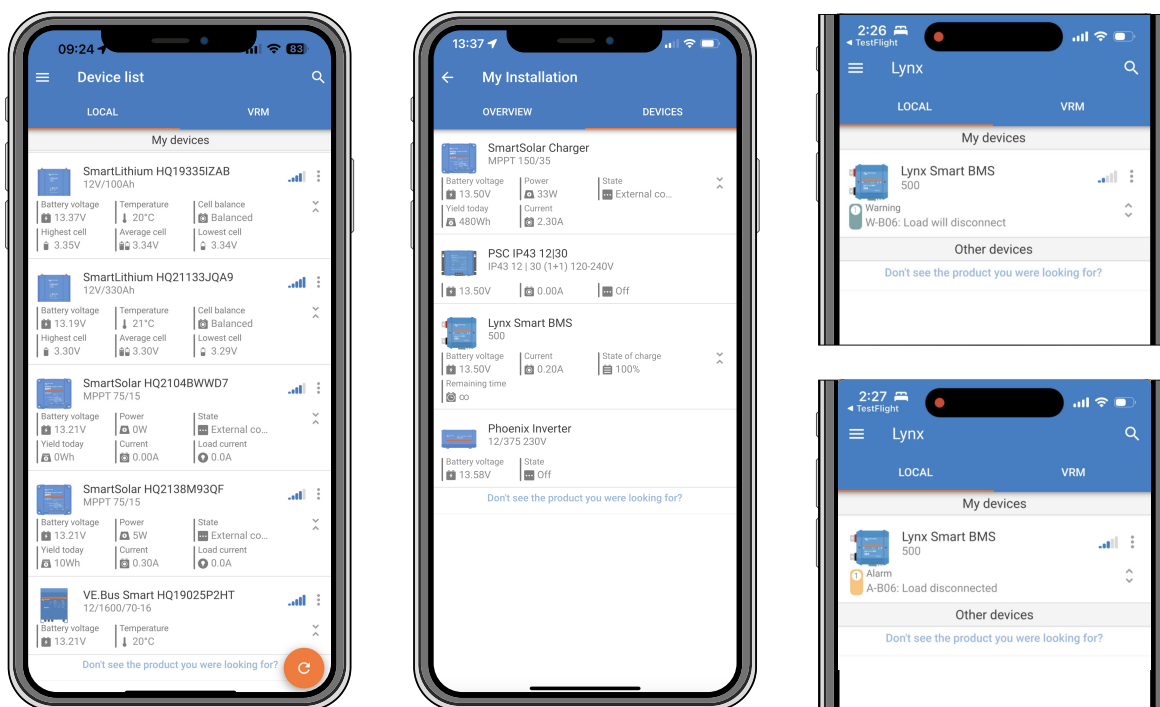 09:24
83
Device list
LOCAL VRM
My devices
SmartLithium HQ19335IZAB
12V/100Ah
Battery voltage Temperature Cell balance
13.37V 20°C Balanced
Highest cell Average cell Lowest cell
3.35V 3.34V 3.34V
SmartLithium HQ21133JQA9
12V/330Ah
Battery voltage Temperature Cell balance
13.19V 21°C Balanced
Highest cell Average cell Lowest cell
3.30V 3.30V 3.29V
SmartSolar HQ2104BWWD7
MPPT 75/15
Battery voltage Power State
13.21V 0W External co...
Yield today Current Load current
0Wh 0.00A 0.0A
SmartSolar HQ2138M93QF
MPPT 75/15
Battery voltage Power State
13.21V 5W External co...
Yield today Current Load current
10Wh 0.30A 0.0A
VE.Bus Smart HQ19025P2HT
12/1600/70-16
Battery voltage Temperature
13.21V 20°C
Don't see the product you were looking for?
13:37
My Installation
OVERVIEW DEVICES
SmartSolar Charger
MPPT 150/35
Battery voltage Power State
13.50V 33W External co...
Yield today Current
480Wh 2.30A
PSC IP43 12|30
IP43 12 | 30 (1+1) 120-240V
13.50V 0.00A Off
Lynx Smart BMS
500
Battery voltage Current State of charge
13.50V 0.20A 100%
Remaining time
∞
Phoenix Inverter
12/375 230V
Battery voltage State
13.58V Off
Don't see the product you were looking for?
2:26
◀ TestFlight
Lynx
LOCAL VRM
My devices
Lynx Smart BMS
500
1 Warning
W-B06: Load will disconnect
Other devices
Don't see the product you were looking for?
2:27
◀ TestFlight
Lynx
LOCAL VRM
My devices
Lynx Smart BMS
500
1 Alarm
A-B06: Load disconnected
Other devices
Don't see the product you were looking for?